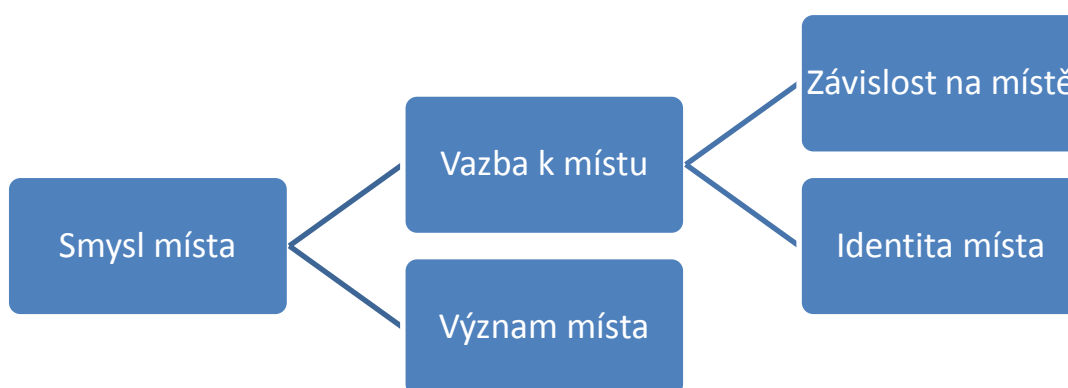 Závislost na místě
Vazba k místu
Smysl místa
Identita místa
Význam místa